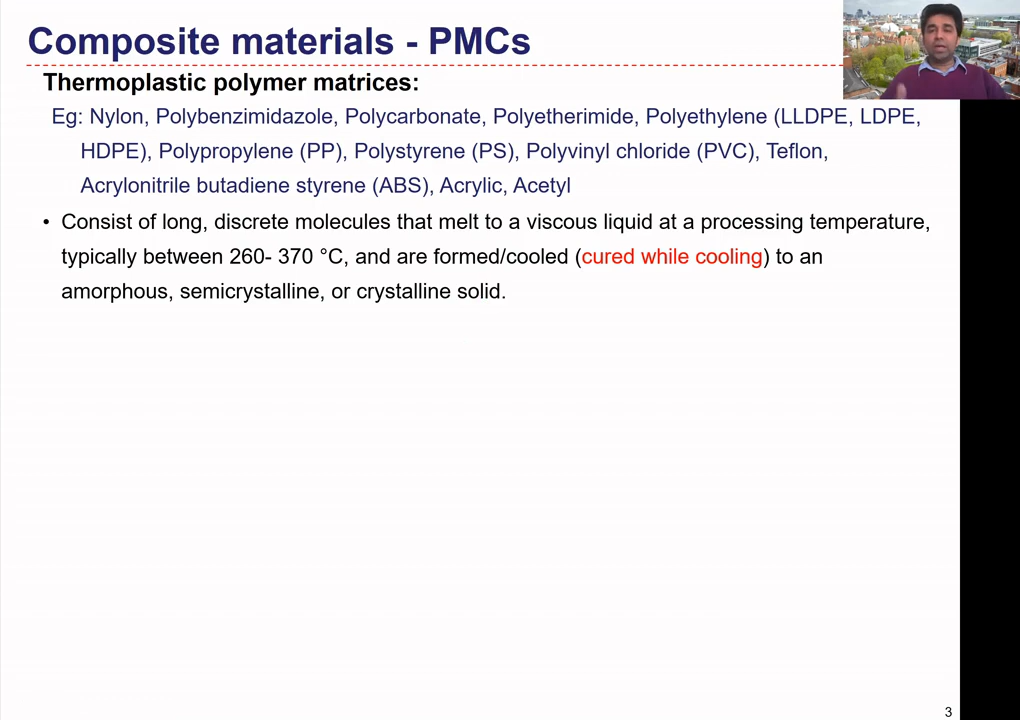 Composite materials - PMCs
Thermoplastic polymer matrices:
Eg: Nylon, Polybenzimidazole, Polycarbonate, Polyetherimide, Polyethylene (LLDPE, LDPE,
HDPE), Polypropylene (PP), Polystyrene (PS), Polyvinyl chloride (PVC), Teflon,
Acrylonitrile butadiene styrene (ABS), Acrylic, Acetyl
• Consist of long, discrete molecules that melt to a viscous liquid at a processing temperature,
typically between 260- 370 °C, and are formed/cooled (cured while cooling) to an
amorphous, semicrystalline, or crystalline solid.
3